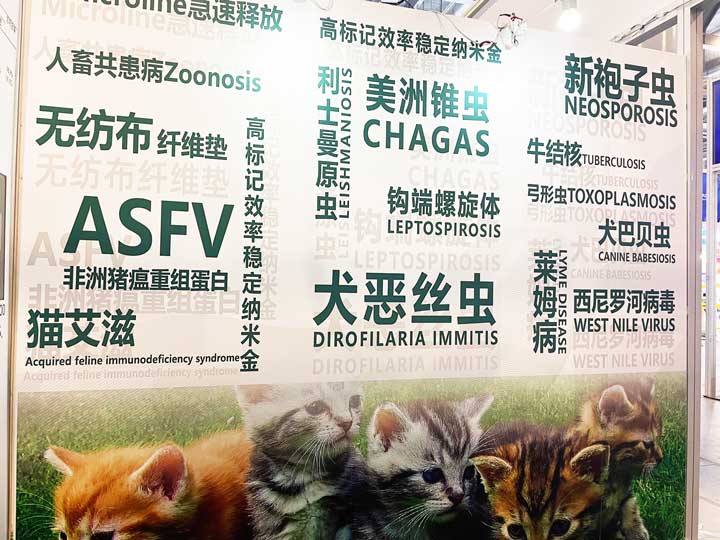 Microline急速释放
人畜共患病Zoonosis
无纺布 纤维垫
ASFV
非洲猪瘟重组蛋白
猫艾滋
Acquired feline immunodeficiency syndrome
高标记效率稳定纳米金
高标记效率稳定纳米金
利士曼原虫
LEISHMANIOSIS
美洲锥虫
CHAGAS
钩端螺旋体
LEPTOSPIROSIS
犬恶丝虫
DIROFILARIA IMMITIS
新袍子虫
NEOSPOROSIS
牛结核TUBERCULOSIS
弓形虫TOXOPLASMOSIS
犬巴贝虫
CANINE BABESIOSIS
莱姆病
LYME DISEASE
西尼罗河病毒
WEST NILE VIRUS